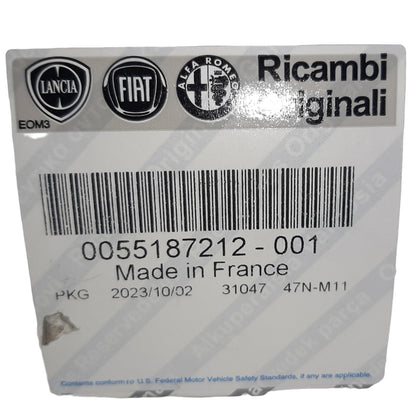 LANCIA FIAT ALFA ROMEO Ricambi
EOM3 Originali
0055187212 - 001
Made in France
PKG 2023/10/02 31047 47N-M11
Contents conform to U.S. Federal Motor Vehicle Safety Standards, if any are applicable.